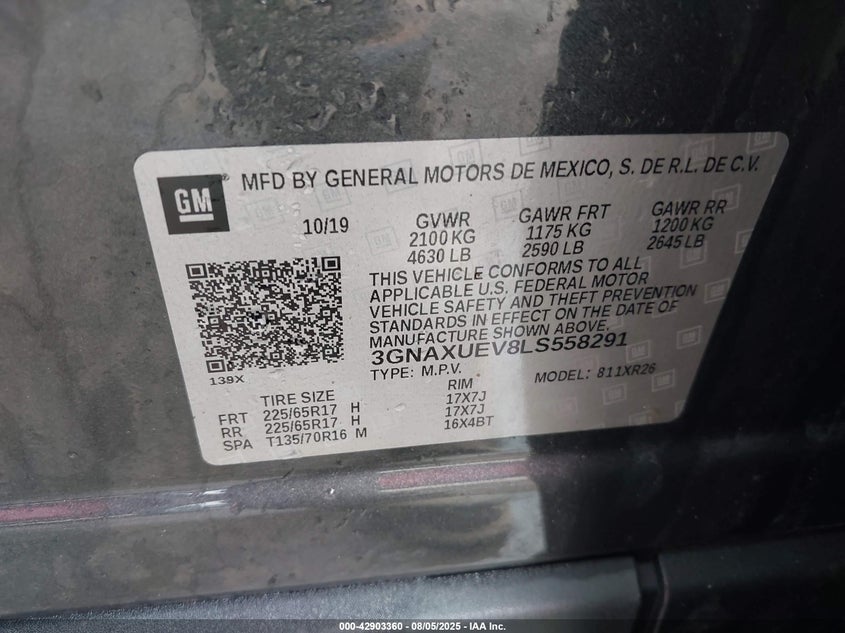 GM ® MFD BY GENERAL MOTORS DE MEXICO, S. DE R.L. DE C.V.
10/19 GVWR GAWR FRT GAWR RR
2100 KG 1175 KG 1200 KG
4630 LB 2590 LB 2645 LB
THIS VEHICLE CONFORMS TO ALL
APPLICABLE U.S. FEDERAL MOTOR
VEHICLE SAFETY AND THEFT PREVENTION
STANDARDS IN EFFECT ON THE DATE OF
MANUFACTURE SHOWN ABOVE.
3GNAXUEV8LS558291
TYPE: M.P.V. MODEL: 811XR26
139X
TIRE SIZE RIM
FRT 225/65R17 H 17X7J
RR 225/65R17 H 17X7J
SPA T135/70R16 M 16X4BT
000-42903360 - 08/05/2025 - IAA Inc.